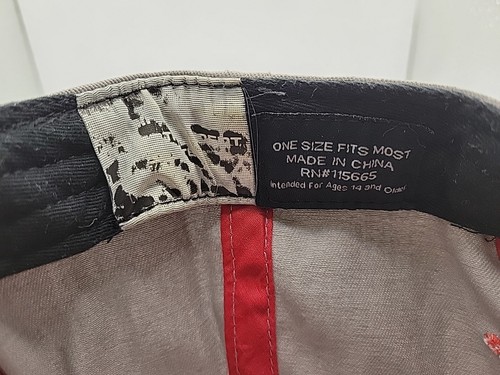 ONE SIZE FITS MOST
MADE IN CHINA
RN#115665
Intended For Ages 14 and Older